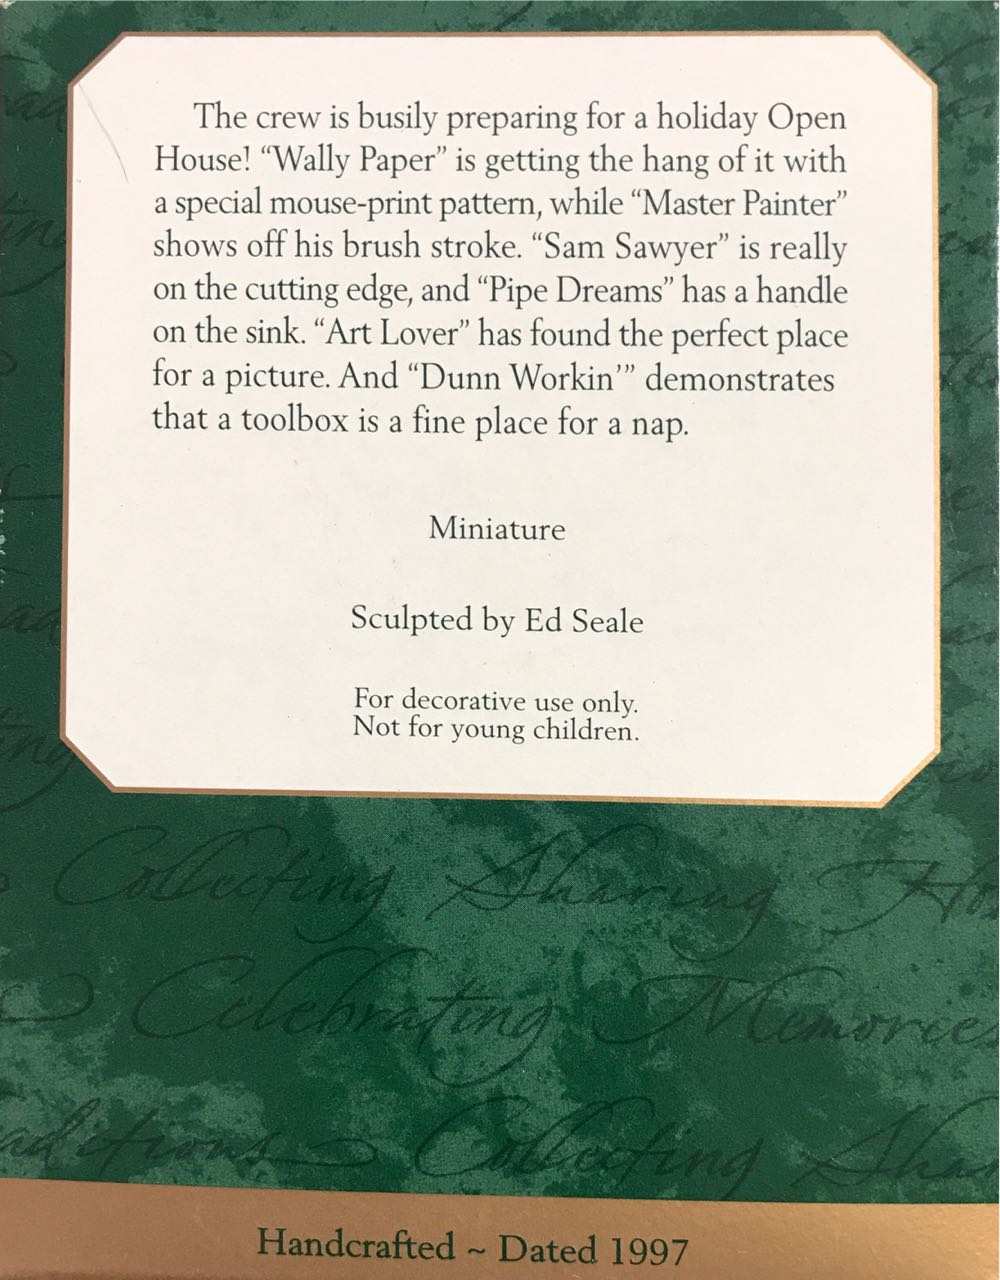 The crew is busily preparing for a holiday Open
House! “Wally Paper” is getting the hang of it with
a special mouse-print pattern, while “Master Painter”
shows off his brush stroke. “Sam Sawyer” is really
on the cutting edge, and “Pipe Dreams” has a handle
on the sink. “Art Lover” has found the perfect place
for a picture. And “Dunn Workin’” demonstrates
that a toolbox is a fine place for a nap.
Miniature
Sculpted by Ed Seale
For decorative use only.
Not for young children.
Collecting Sharing
Celebrating Memories
Collecting
Handcrafted ~ Dated 1997